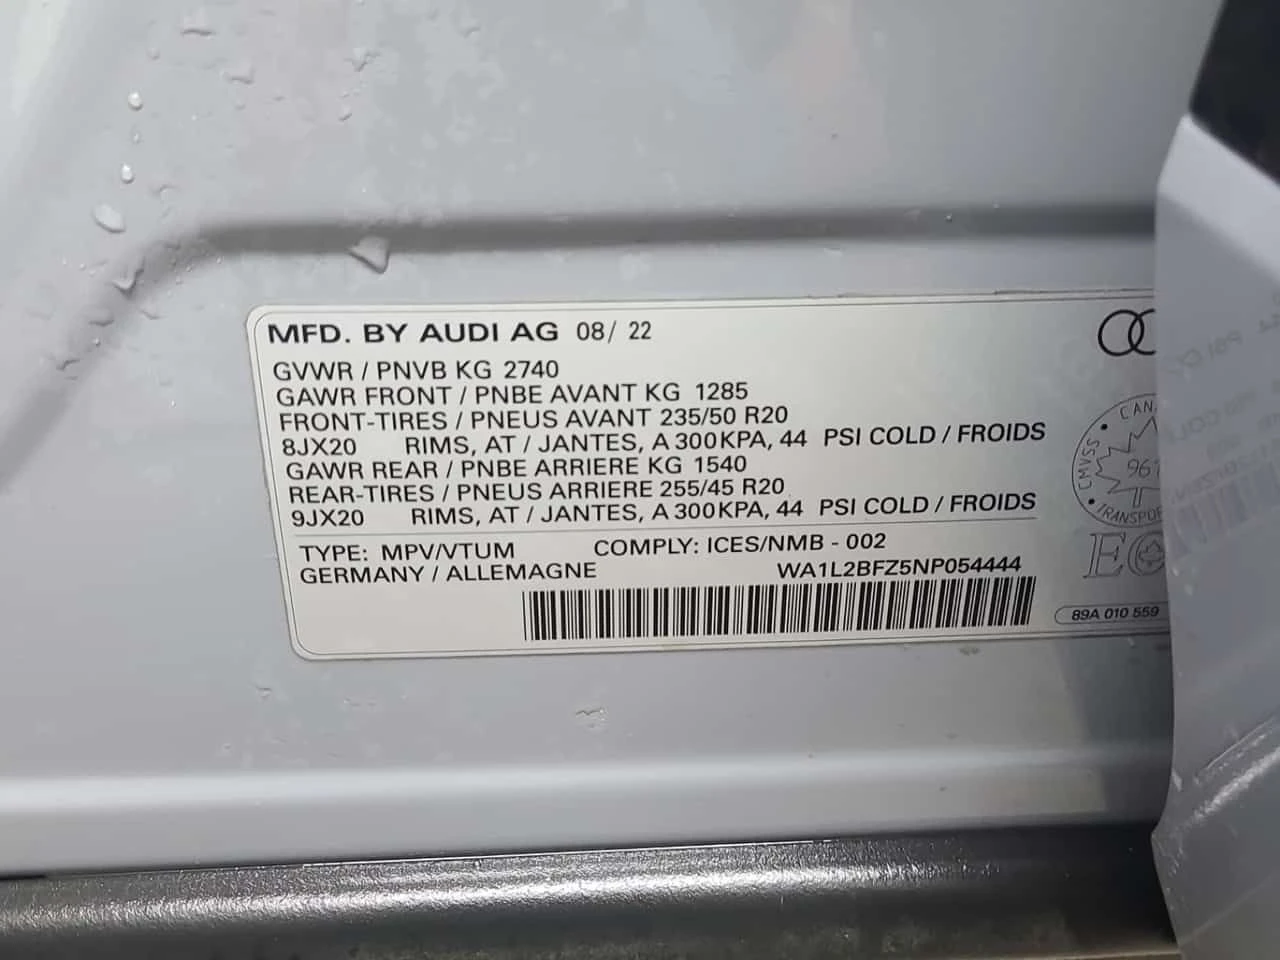 MFD. BY AUDI AG 08/ 22
GVWR / PNVB KG 2740
GAWR FRONT / PNBE AVANT KG 1285
FRONT-TIRES / PNEUS AVANT 235/50 R20
8JX20 RIMS, AT / JANTES, A 300KPA, 44 PSI COLD / FROIDS
GAWR REAR / PNBE ARRIERE KG 1540
REAR-TIRES / PNEUS ARRIERE 255/45 R20
9JX20 RIMS, AT / JANTES, A 300KPA, 44 PSI COLD / FROIDS
TYPE: MPV/VTUM COMPLY: ICES/NMB - 002
GERMANY / ALLEMAGNE WA1L2BFZ5NP054444
CMVSS
89A 010 559